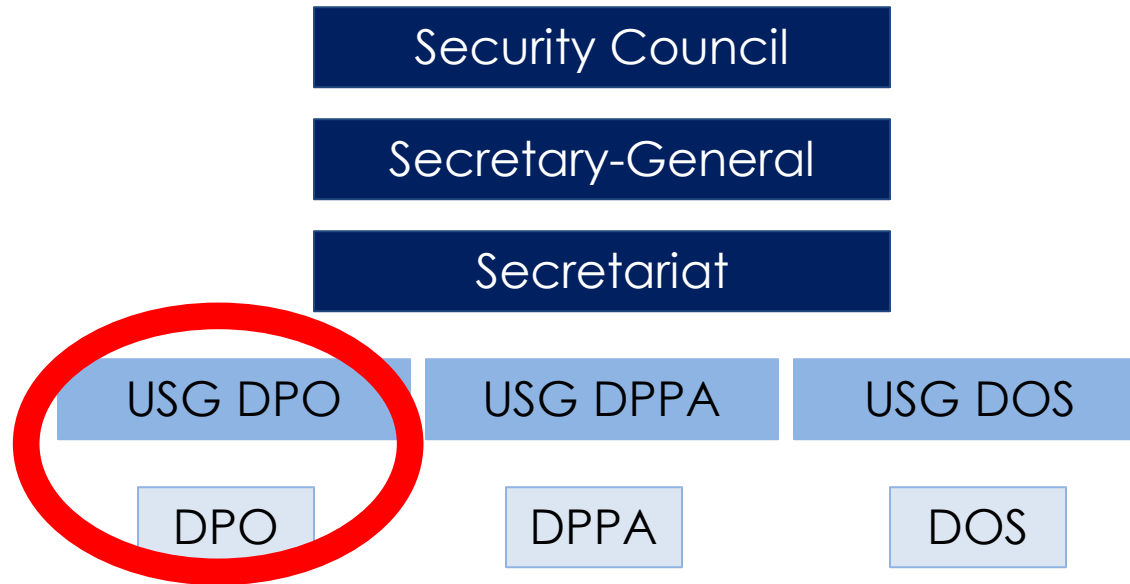 Security Council
Secretary-General
Secretariat
USG DPO
USG DPPA
USG DOS
DPO
DPPA
DOS